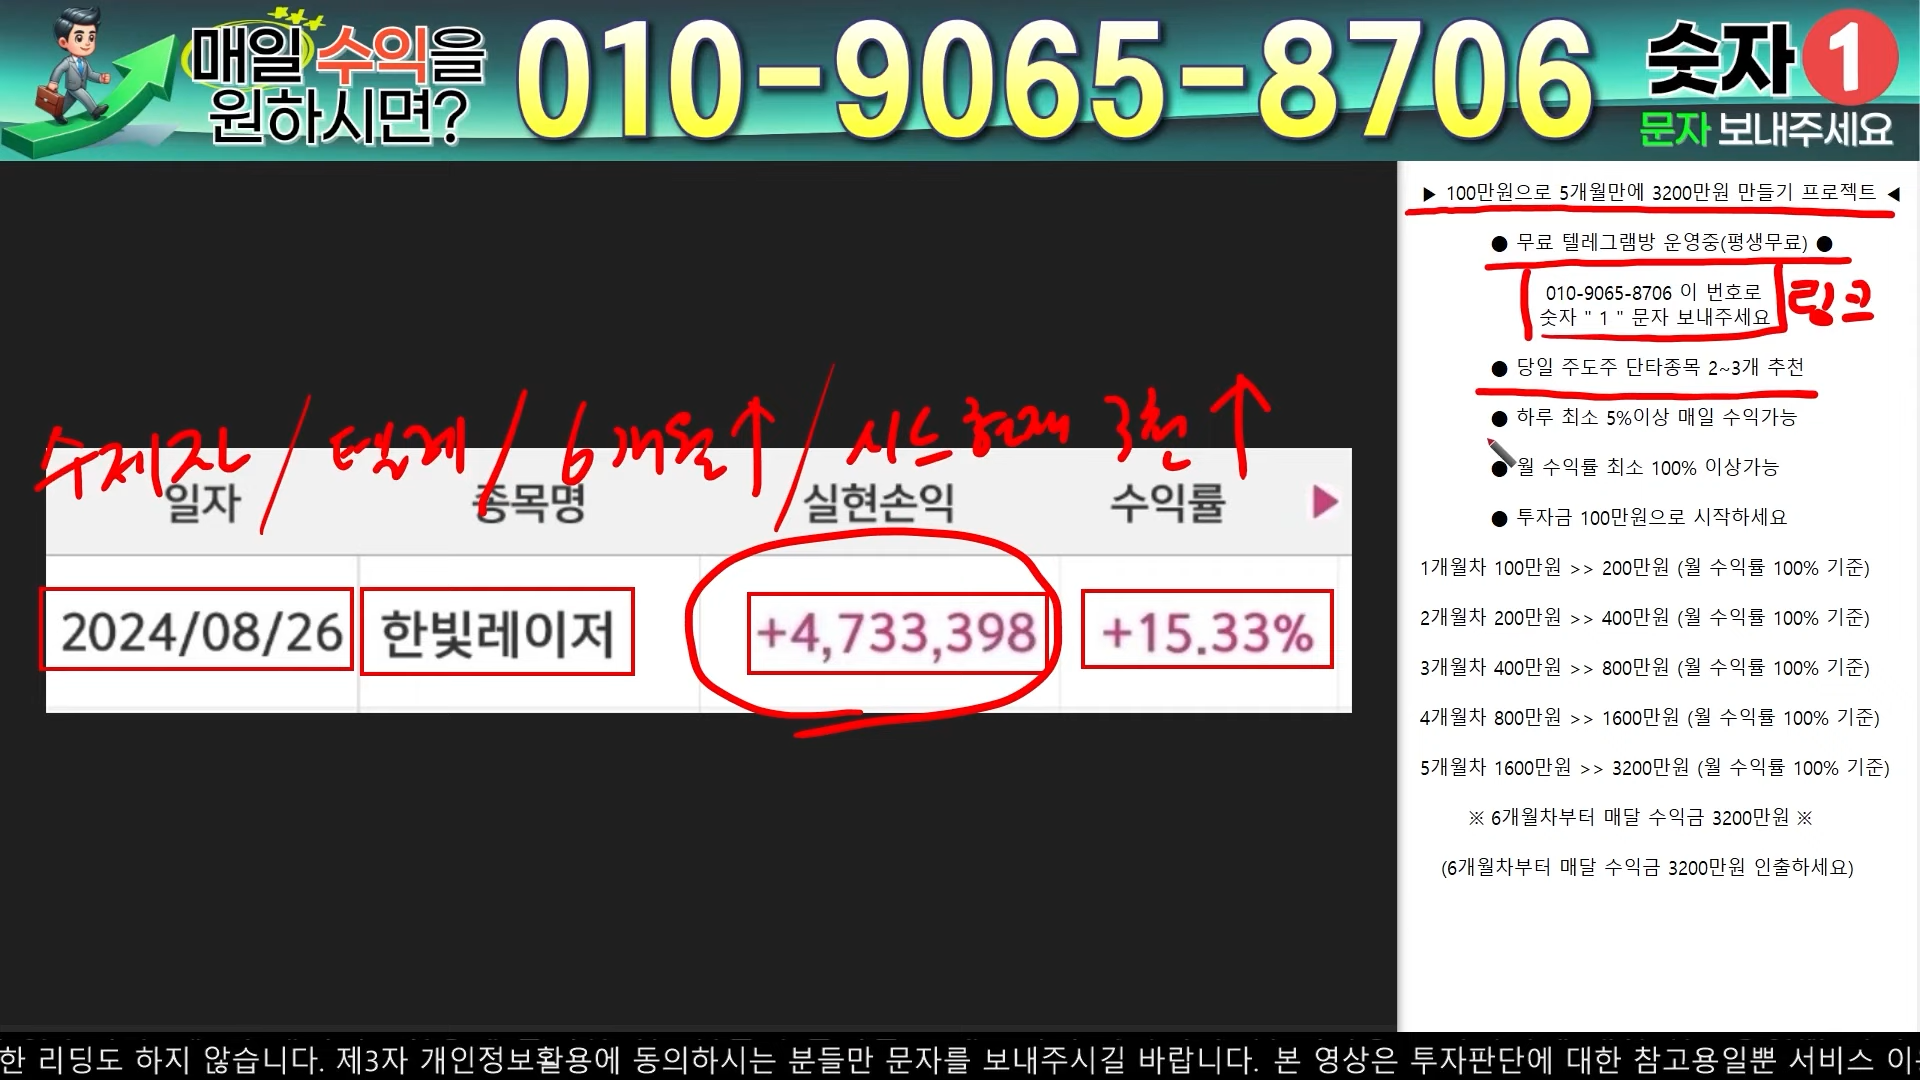 매일 수익을
원하시면?
010-9065-8706
숫자 1
문자 보내주세요
▶ 100만원으로 5개월만에 3200만원 만들기 프로젝트 ◀
● 무료 텔레그램방 운영중(평생무료) ●
010-9065-8706 이 번호로
숫자 " 1 " 문자 보내주세요
링크
● 당일 주도주 단타종목 2~3개 추천
● 하루 최소 5%이상 매일 수익가능
● 월 수익률 최소 100% 이상가능
● 투자금 100만원으로 시작하세요
1개월차 100만원 >> 200만원 (월 수익률 100% 기준)
2개월차 200만원 >> 400만원 (월 수익률 100% 기준)
3개월차 400만원 >> 800만원 (월 수익률 100% 기준)
4개월차 800만원 >> 1600만원 (월 수익률 100% 기준)
5개월차 1600만원 >> 3200만원 (월 수익률 100% 기준)
※ 6개월차부터 매달 수익금 3200만원 ※
(6개월차부터 매달 수익금 3200만원 인출하세요)
수제자 / 텔레 / 6개월↑ / 시스 현재 3천↑
일자 종목명 실현손익 수익률 ▶
2024/08/26 한빛레이저 +4,733,398 +15.33%
한 리딩도 하지 않습니다. 제3자 개인정보활용에 동의하시는 분들만 문자를 보내주시길 바랍니다. 본 영상은 투자판단에 대한 참고용일뿐 서비스 이